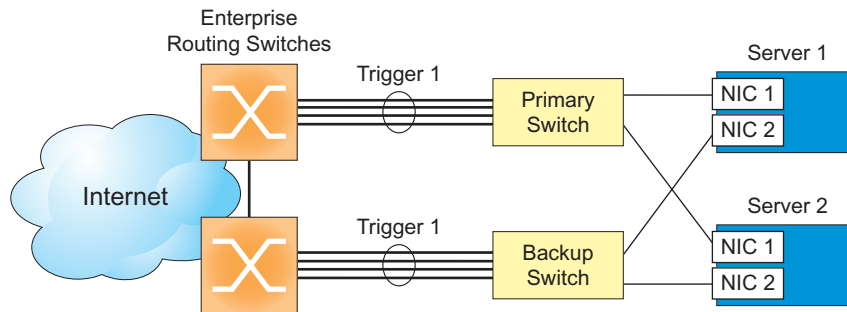 Enterprise
Routing Switches
Trigger 1
Primary
Switch
Server 1
NIC 1
NIC 2
Internet
Trigger 1
Backup
Switch
Server 2
NIC 1
NIC 2